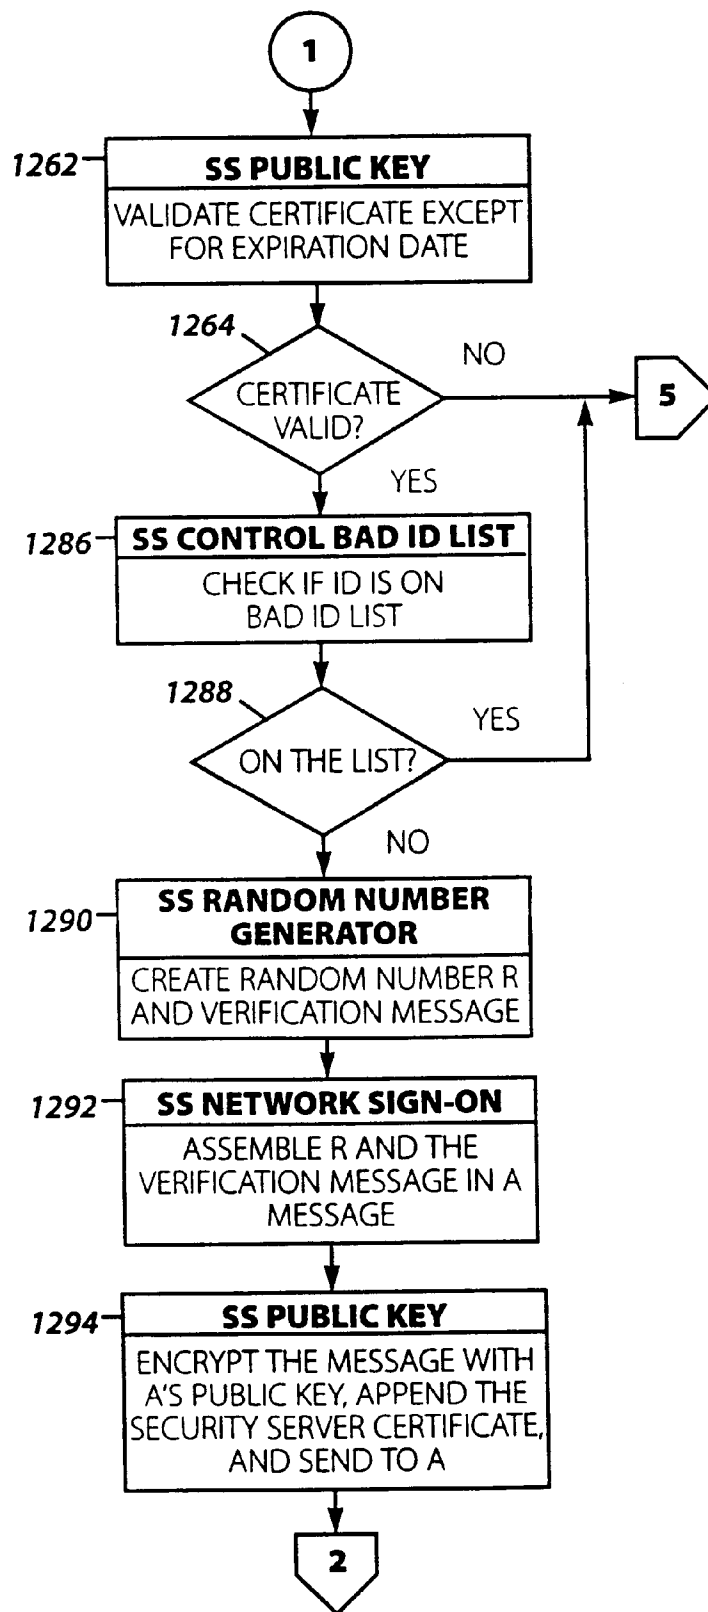 1
1262
SS PUBLIC KEY
VALIDATE CERTIFICATE EXCEPT
FOR EXPIRATION DATE
1264
NO
CERTIFICATE
VALID?
5
YES
1286
SS CONTROL BAD ID LIST
CHECK IF ID IS ON
BAD ID LIST
1288
YES
ON THE LIST?
NO
1290
SS RANDOM NUMBER
GENERATOR
CREATE RANDOM NUMBER R
AND VERIFICATION MESSAGE
1292
SS NETWORK SIGN-ON
ASSEMBLE R AND THE
VERIFICATION MESSAGE IN A
MESSAGE
1294
SS PUBLIC KEY
ENCRYPT THE MESSAGE WITH
A'S PUBLIC KEY, APPEND THE
SECURITY SERVER CERTIFICATE,
AND SEND TO A
2